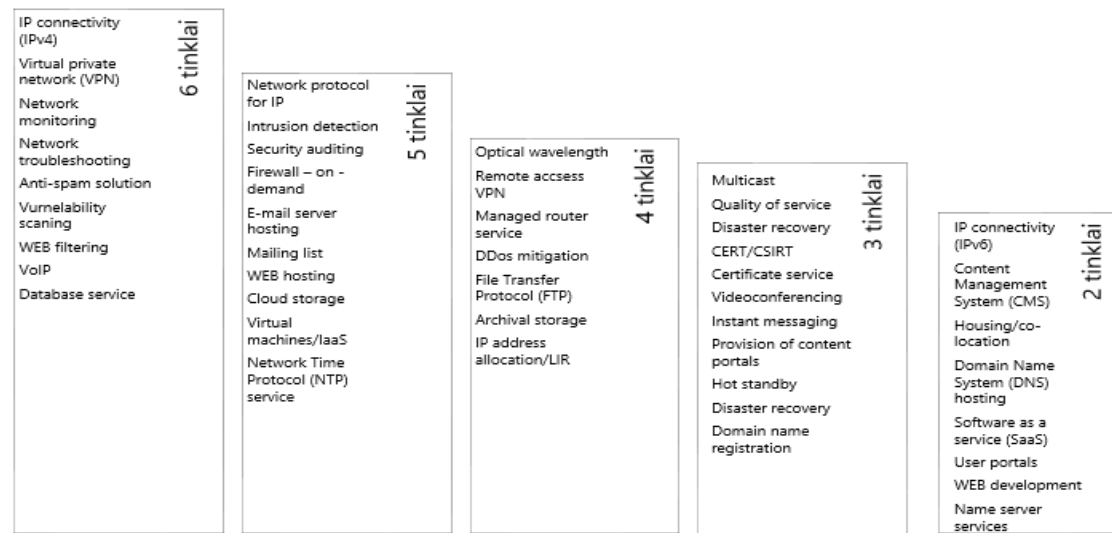 IP connectivity
(IPv4)
Virtual private
network (VPN)
Network
monitoring
Network
troubleshooting
Anti-spam solution
Vurnelability
scaning
WEB filtering
VoIP
Database service
6 tinklai
Network protocol
for IP
Intrusion detection
Security auditing
Firewall – on -
demand
E-mail server
hosting
Mailing list
WEB hosting
Cloud storage
Virtual
machines/IaaS
Network Time
Protocol (NTP)
service
5 tinklai
Optical wavelength
Remote accsess
VPN
Managed router
service
DDos mitigation
File Transfer
Protocol (FTP)
Archival storage
IP address
allocation/LIR
4 tinklai
Multicast
Quality of service
Disaster recovery
CERT/CSIRT
Certificate service
Videoconferencing
Instant messaging
Provision of content
portals
Hot standby
Disaster recovery
Domain name
registration
3 tinklai
IP connectivity
(IPv6)
Content
Management
System (CMS)
Housing/co-
location
Domain Name
System (DNS)
hosting
Software as a
service (SaaS)
User portals
WEB development
Name server
services
2 tinklai